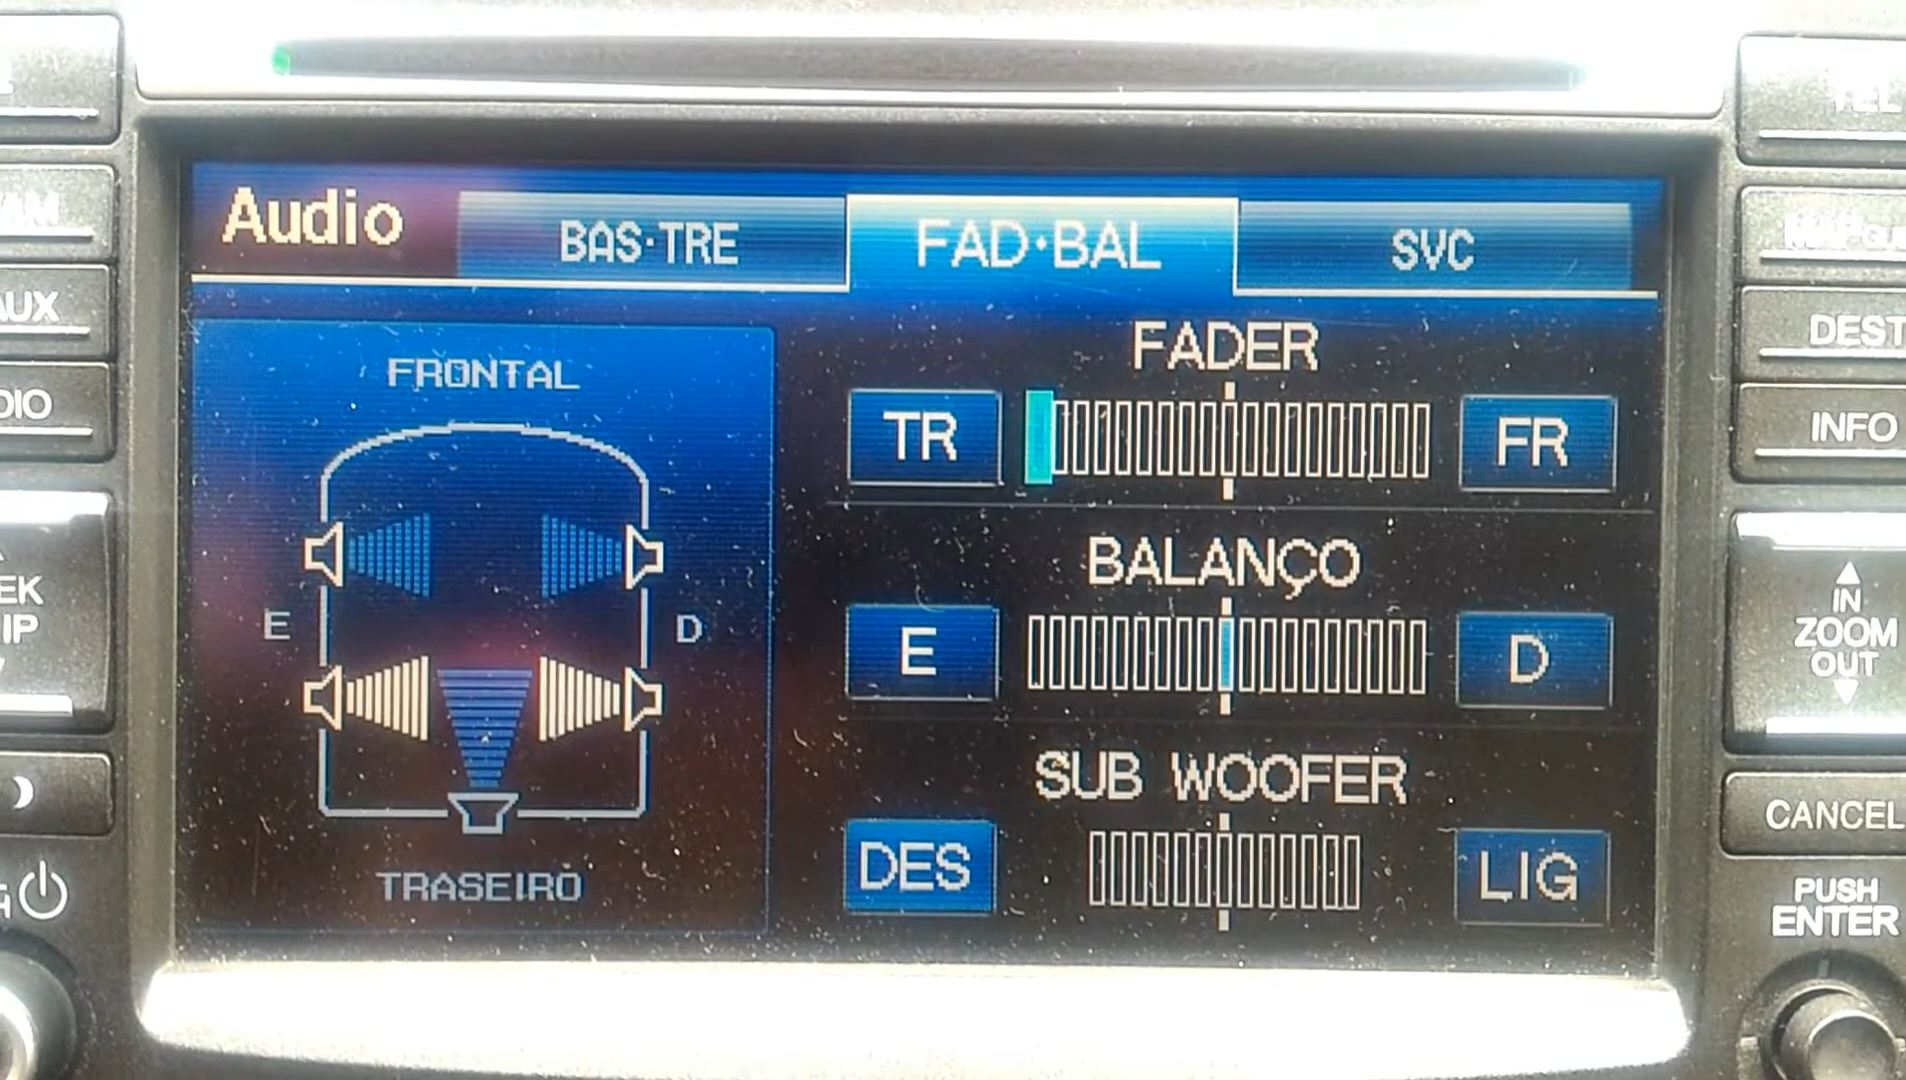 Audio
BAS·TRE
FAD·BAL
SVC
FRONTAL
E
D
TRASEIRO
FADER
TR
FR
BALANÇO
E
D
SUB WOOFER
DES
LIG
AUX
TEL
DEST
INFO
IN
ZOOM
OUT
CANCEL
PUSH
ENTER